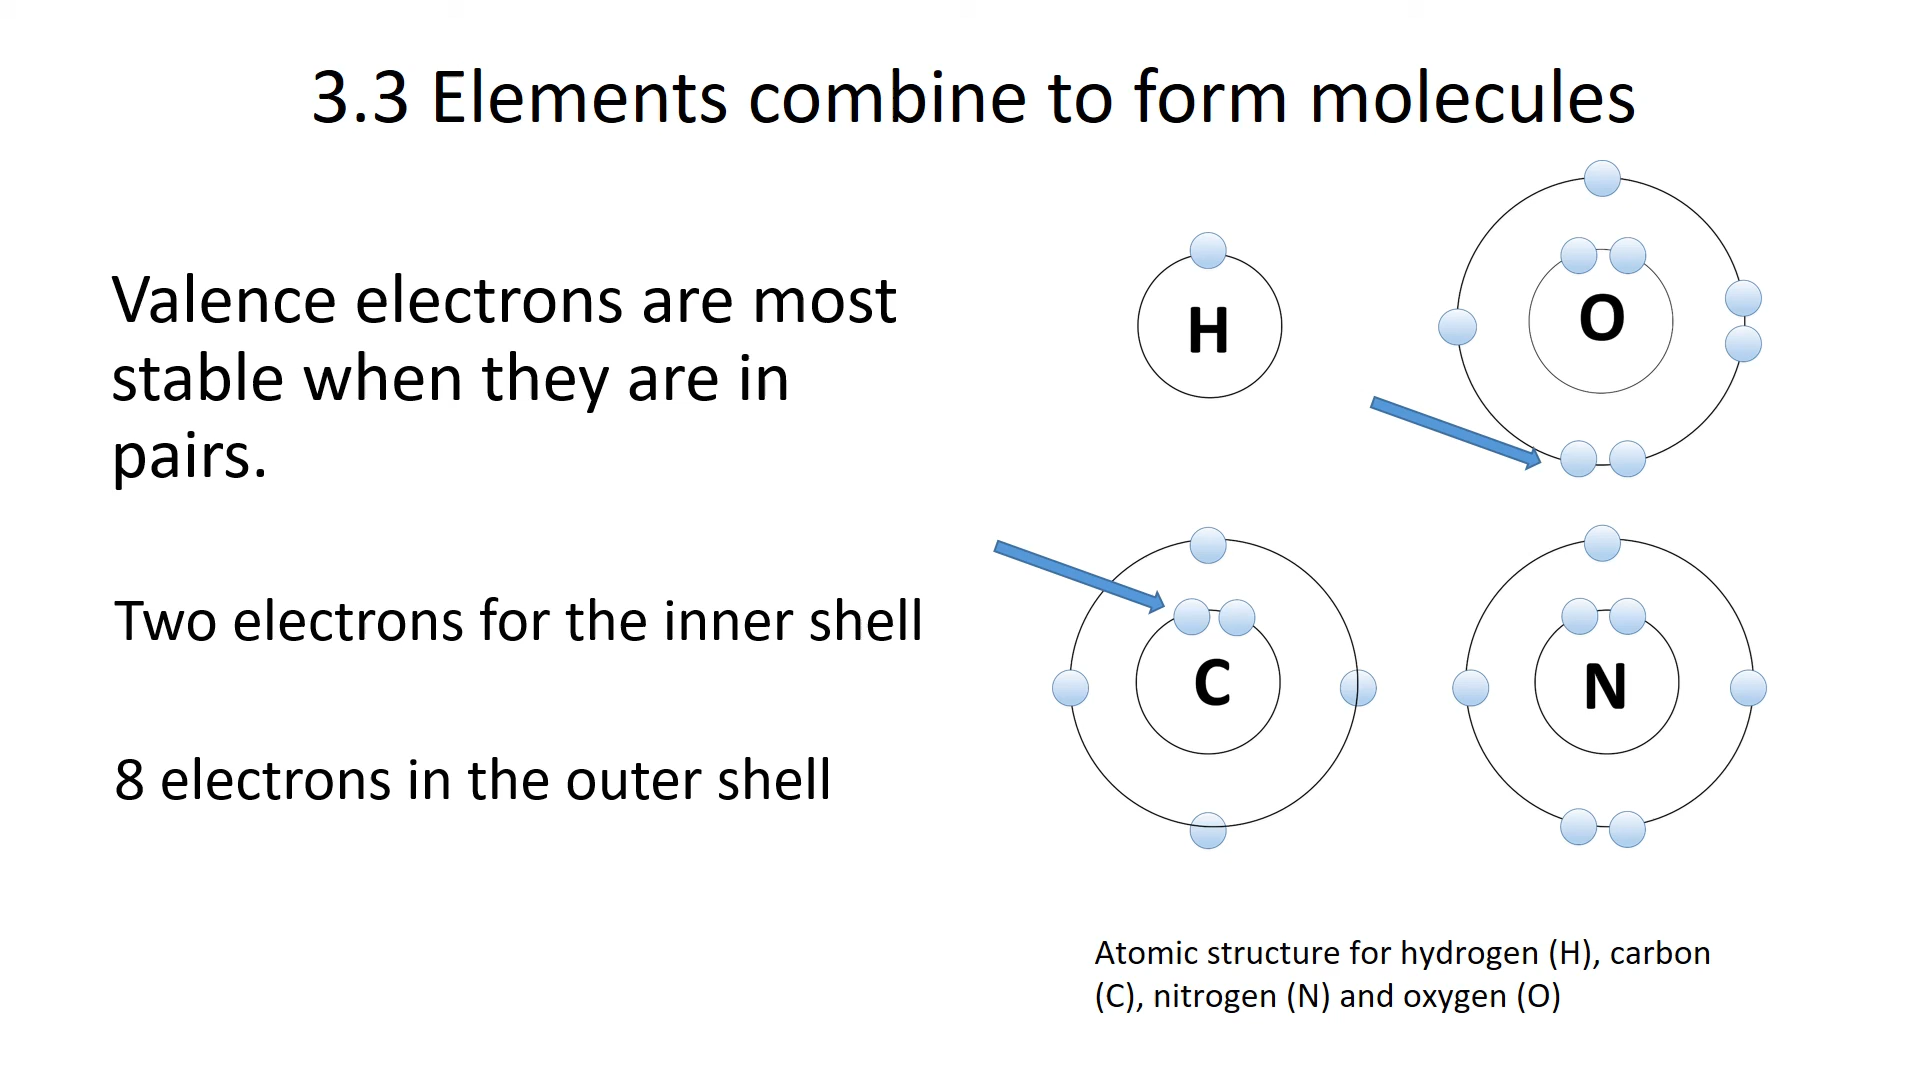 3.3 Elements combine to form molecules
Valence electrons are most
stable when they are in
pairs.
Two electrons for the inner shell
8 electrons in the outer shell
H
O
C
N
Atomic structure for hydrogen (H), carbon
(C), nitrogen (N) and oxygen (O)